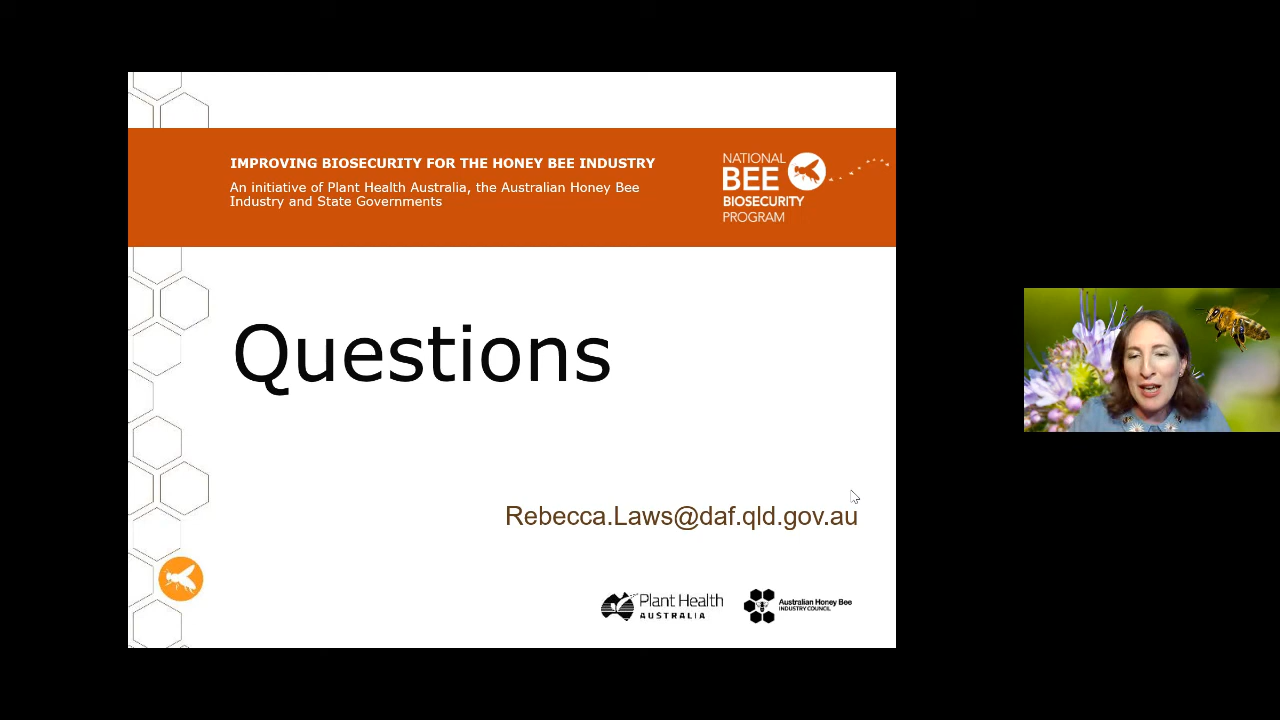 IMPROVING BIOSECURITY FOR THE HONEY BEE INDUSTRY
An initiative of Plant Health Australia, the Australian Honey Bee
Industry and State Governments
NATIONAL
BEE
BIOSECURITY
PROGRAM
Questions
Rebecca.Laws@daf.qld.gov.au
Plant Health
AUSTRALIA
Australian Honey Bee
INDUSTRY COUNCIL